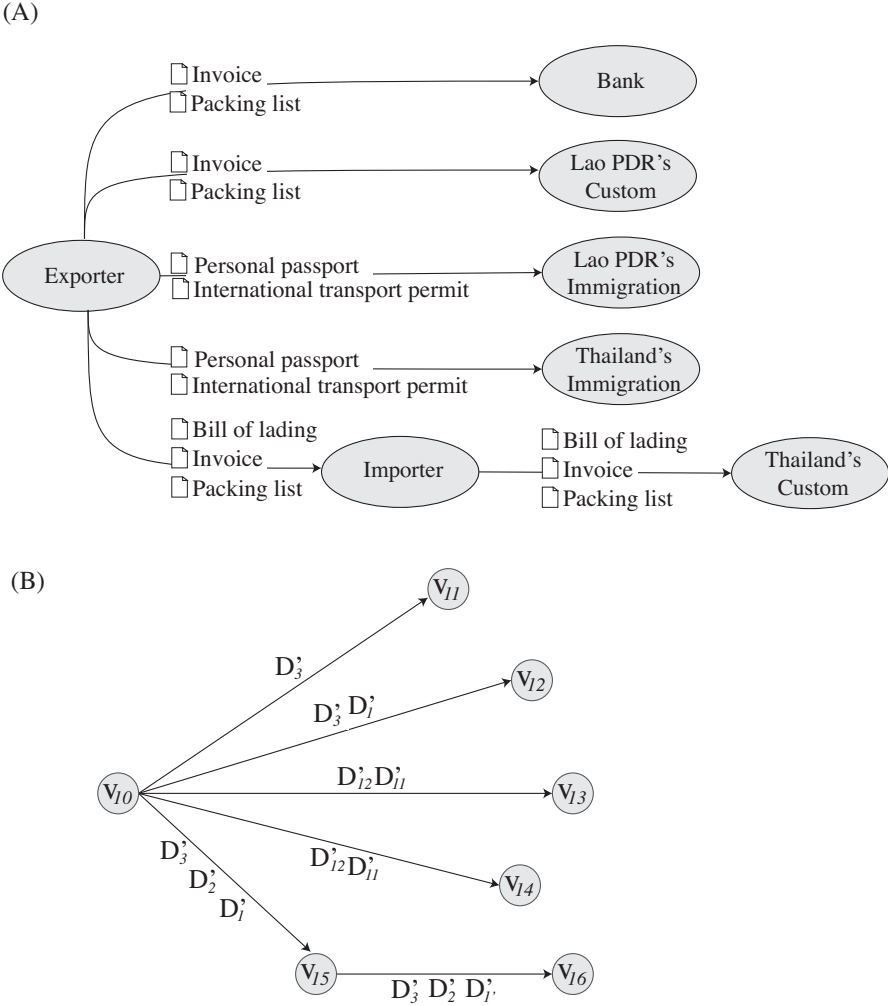 (A)
Invoice
Packing list
Bank
Invoice
Packing list
Lao PDR's
Custom
Exporter
Personal passport
International transport permit
Lao PDR's
Immigration
Personal passport
International transport permit
Thailand's
Immigration
Bill of lading
Invoice
Packing list
Importer
Bill of lading
Invoice
Packing list
Thailand's
Custom
(B)
V11
D'3
V12
D'3 D'1
V10
D'12 D'11
V13
D'12 D'11
V14
D'3
D'2
D'1
V15
D'3 D'2 D'1'
V16